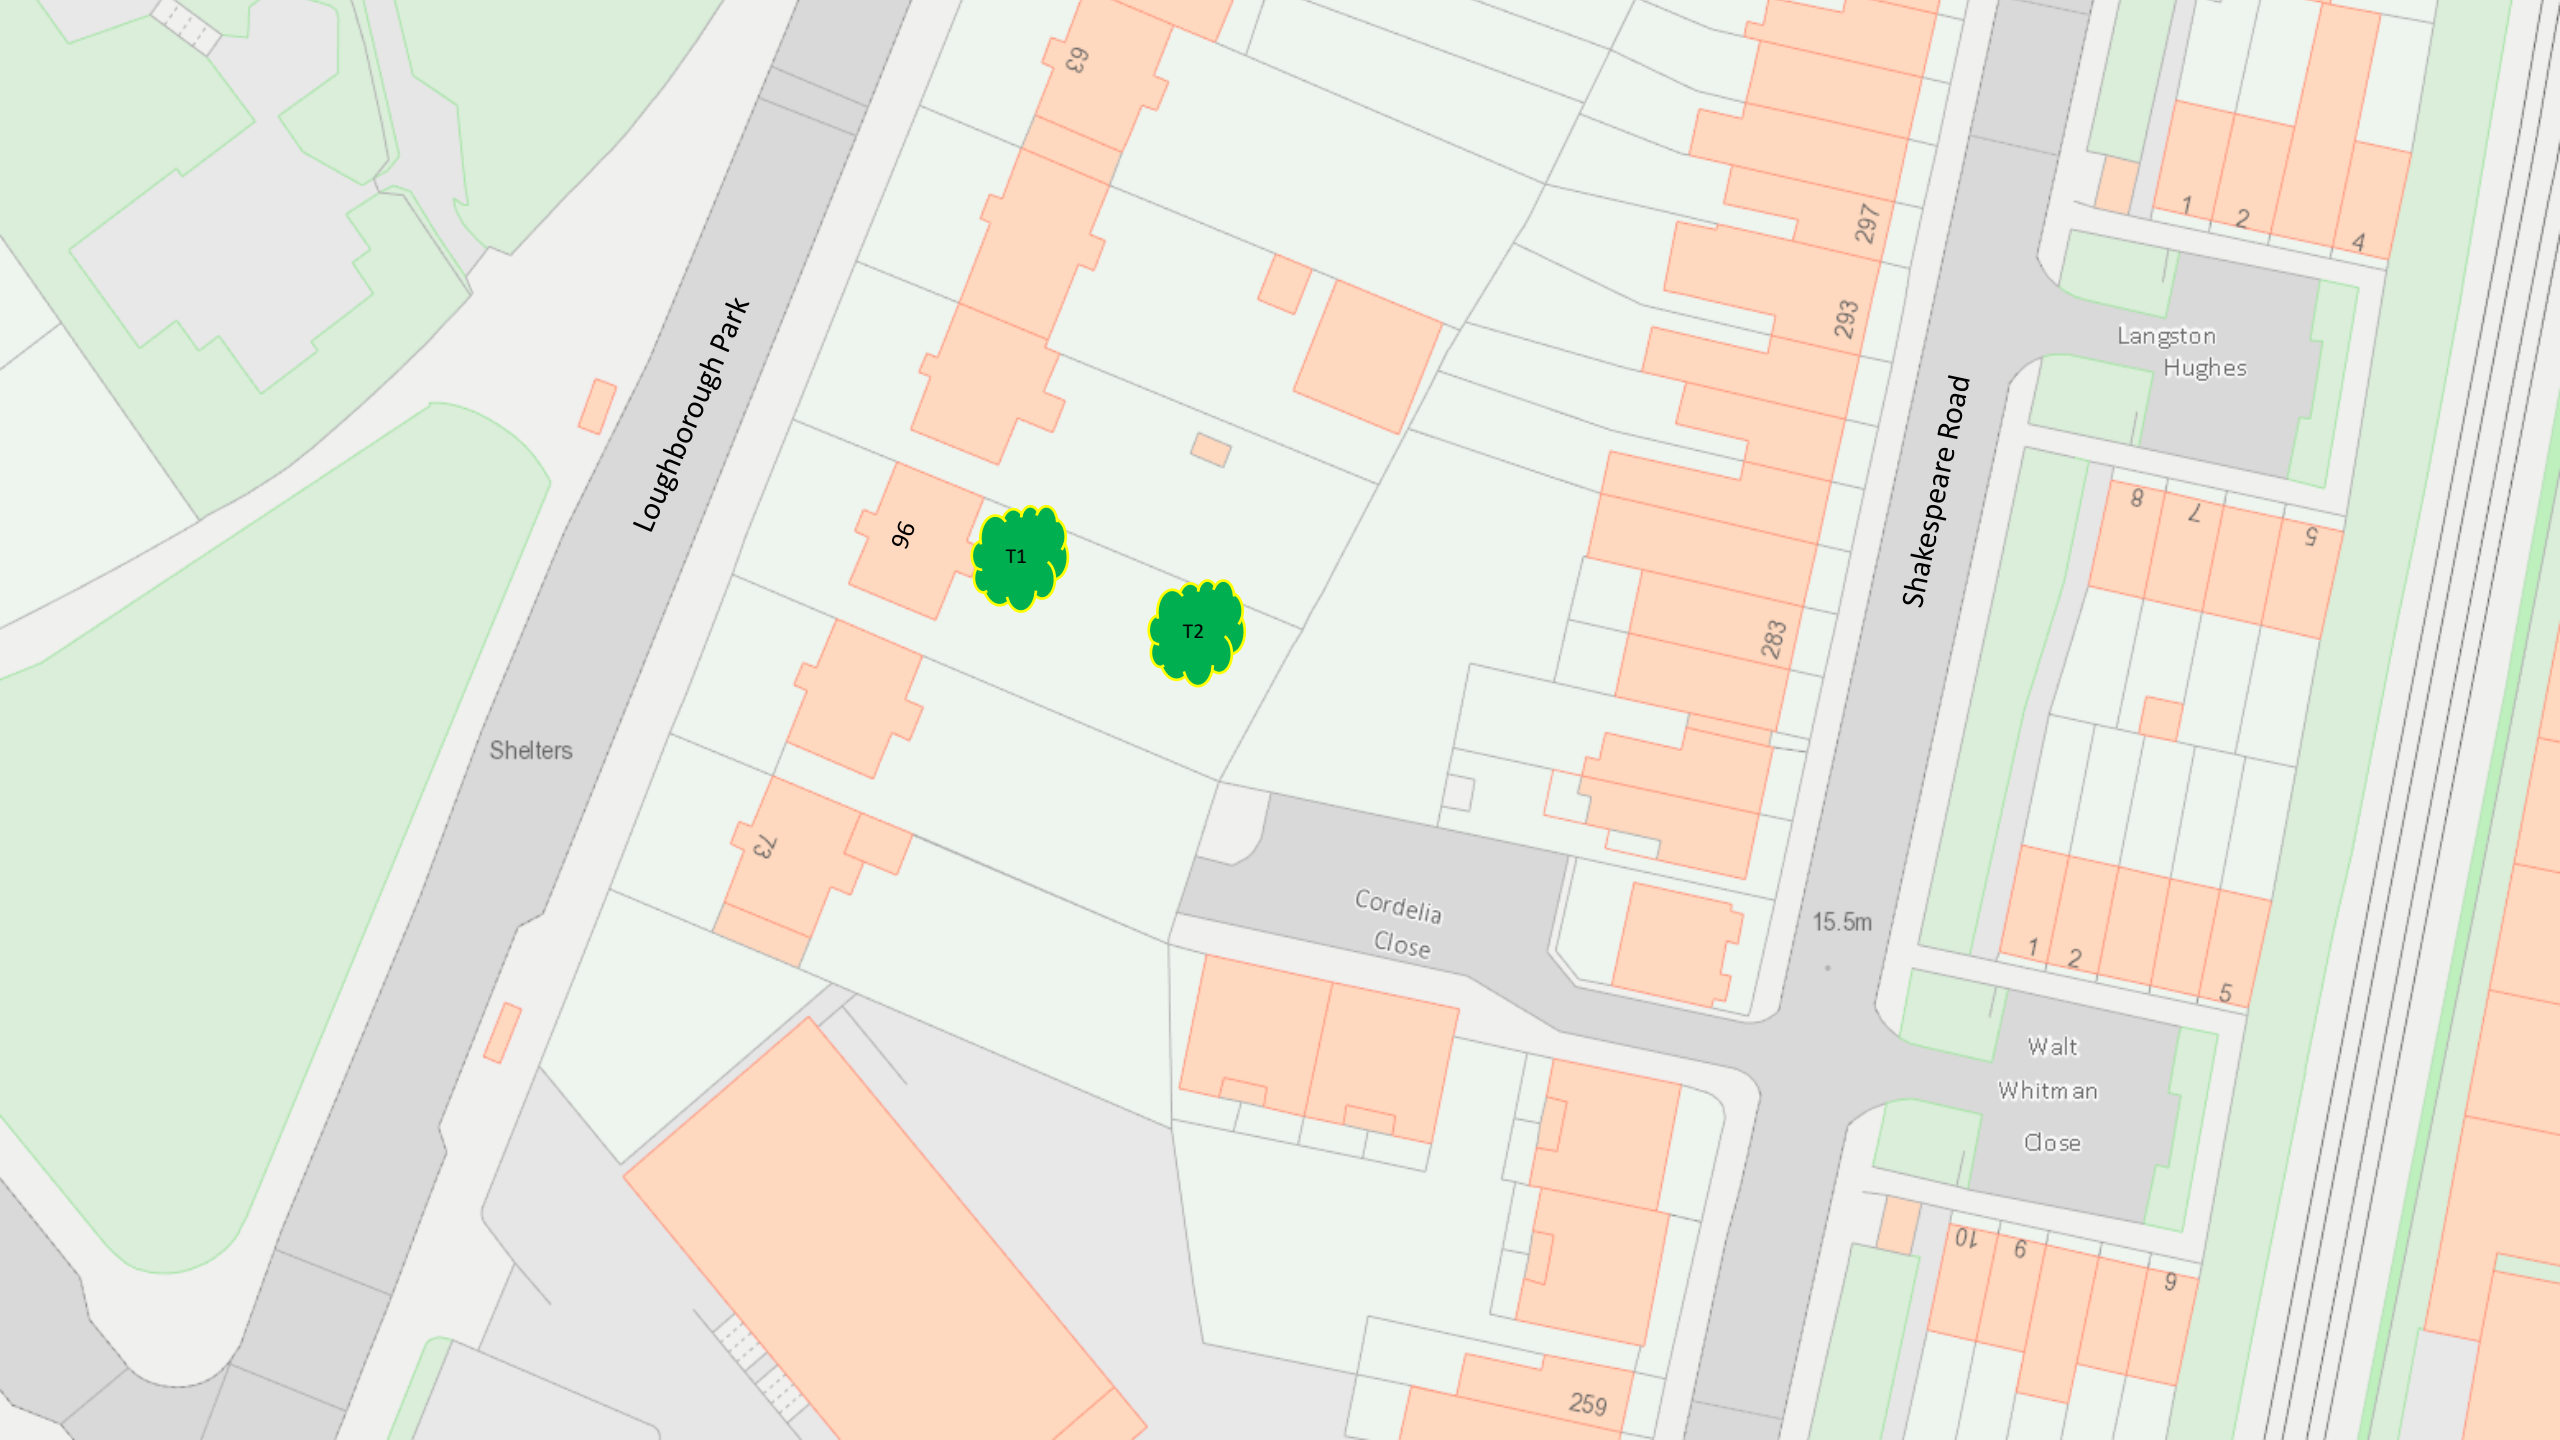 63
297
1
2
4
293
Langston
Hughes
Loughborough Park
Shakespeare Road
8
7
5
96
T1
T2
283
Shelters
73
Cordelia
Close
15.5m
1
2
5
Walt
Whitman
Close
10
9
6
259